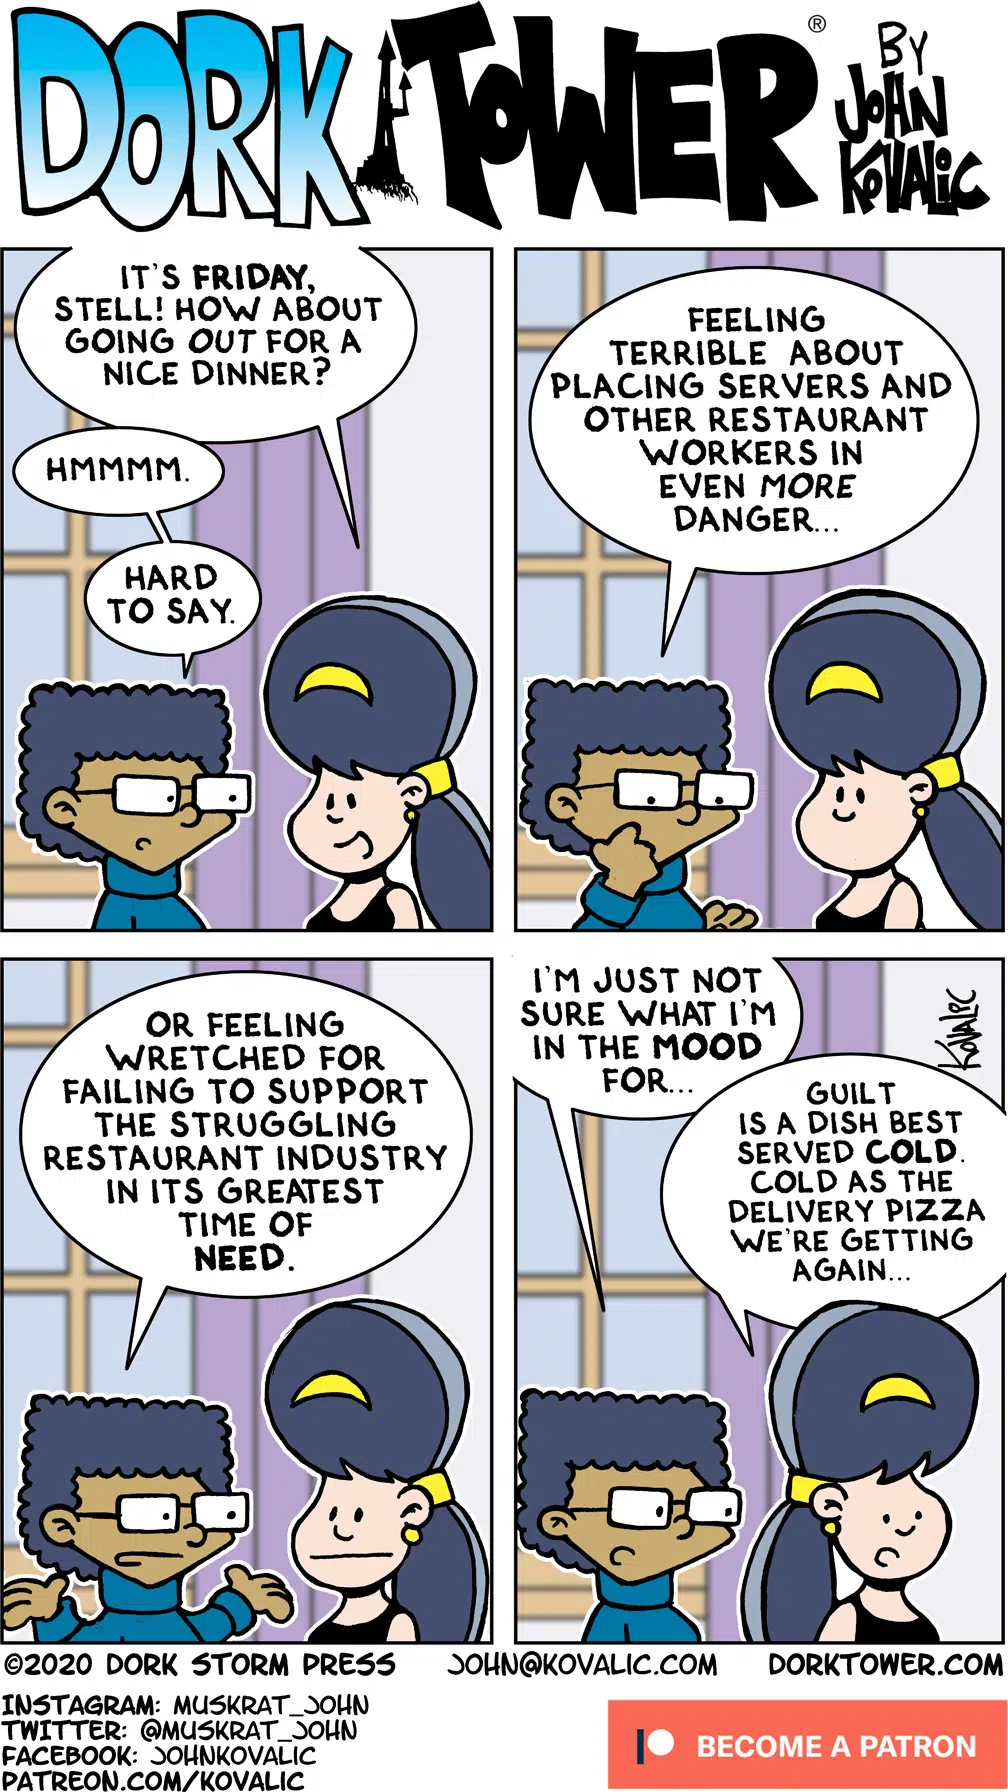 DORK TOWER®
BY
JOHN
KOVALIC
IT'S FRIDAY,
STELL! HOW ABOUT
GOING OUT FOR A
NICE DINNER?
HMMMM.
HARD
TO SAY.
FEELING
TERRIBLE ABOUT
PLACING SERVERS AND
OTHER RESTAURANT
WORKERS IN
EVEN MORE
DANGER...
OR FEELING
WRETCHED FOR
FAILING TO SUPPORT
THE STRUGGLING
RESTAURANT INDUSTRY
IN ITS GREATEST
TIME OF
NEED.
I'M JUST NOT
SURE WHAT I'M
IN THE MOOD
FOR...
GUILT
IS A DISH BEST
SERVED COLD.
COLD AS THE
DELIVERY PIZZA
WE'RE GETTING
AGAIN...
KOVALIC
©2020 DORK STORM PRESS JOHN@KOVALIC.COM DORKTOWER.COM
INSTAGRAM: MUSKRAT_JOHN
TWITTER: @MUSKRAT_JOHN
FACEBOOK: JOHNKOVALIC
PATREON.COM/KOVALIC
BECOME A PATRON